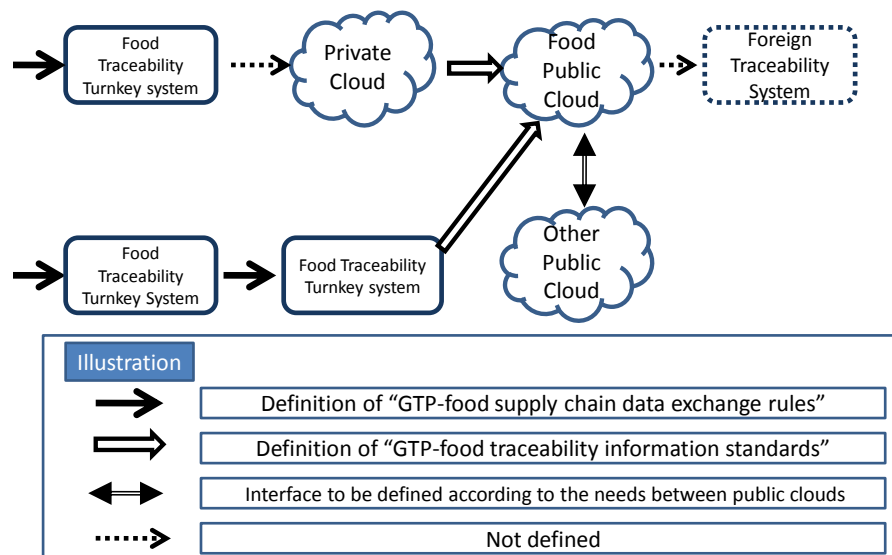 Food
Traceability
Turnkey system
Private
Cloud
Food
Public
Cloud
Foreign
Traceability
System
Food
Traceability
Turnkey System
Food Traceability
Turnkey system
Other
Public
Cloud
Illustration
Definition of “GTP-food supply chain data exchange rules”
Definition of “GTP-food traceability information standards”
Interface to be defined according to the needs between public clouds
Not defined